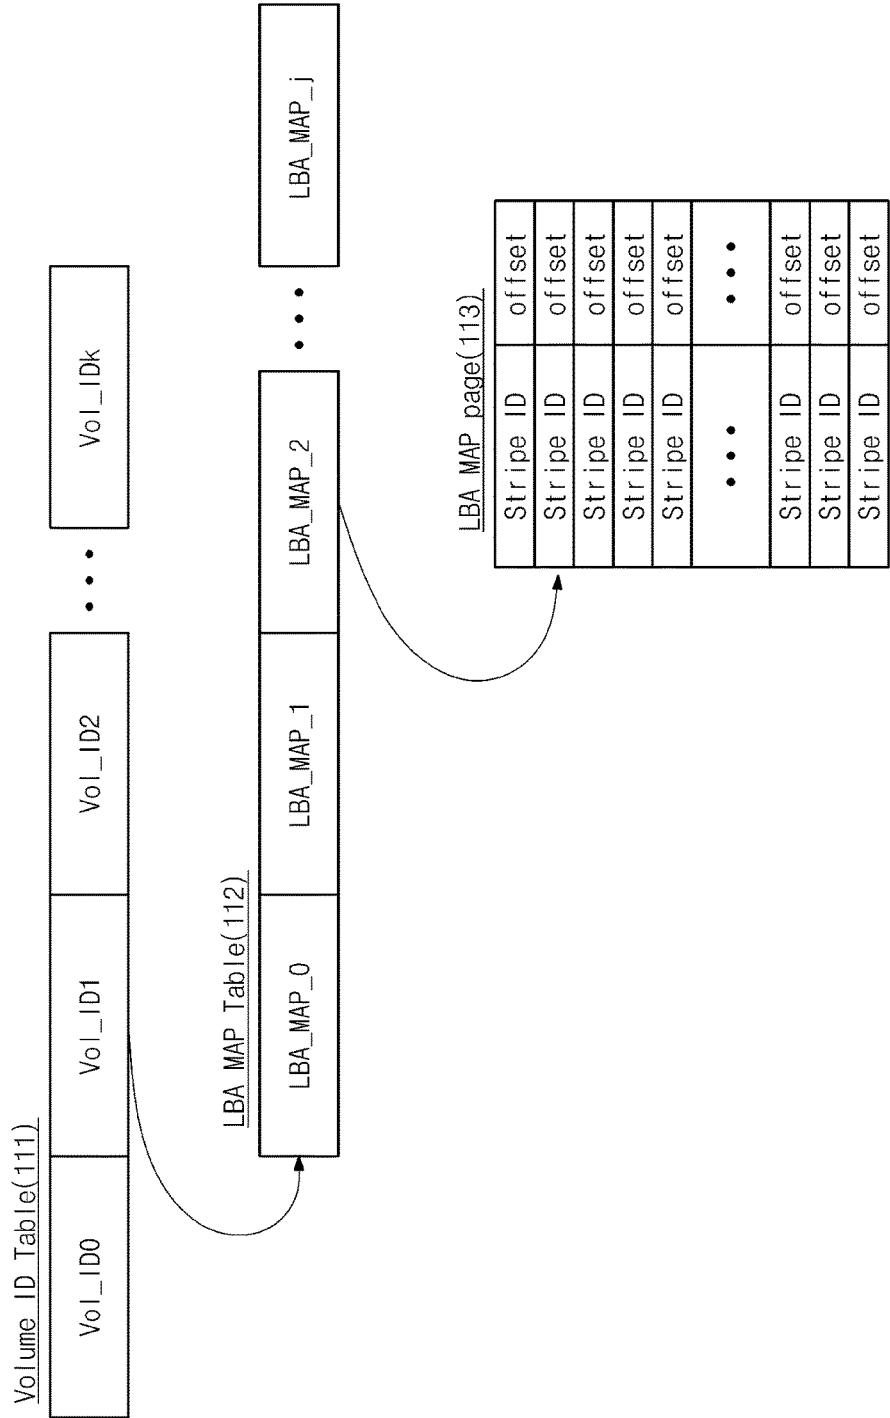 Volume ID Table(111)
Vol_ID0 Vol_ID1 Vol_ID2 ••• Vol_IDk
LBA MAP Table(112)
LBA_MAP_0 LBA_MAP_1 LBA_MAP_2 ••• LBA_MAP_j
LBA MAP page(113)
Stripe ID offset
Stripe ID offset
Stripe ID offset
Stripe ID offset
Stripe ID offset
••• •••
Stripe ID offset
Stripe ID offset
Stripe ID offset